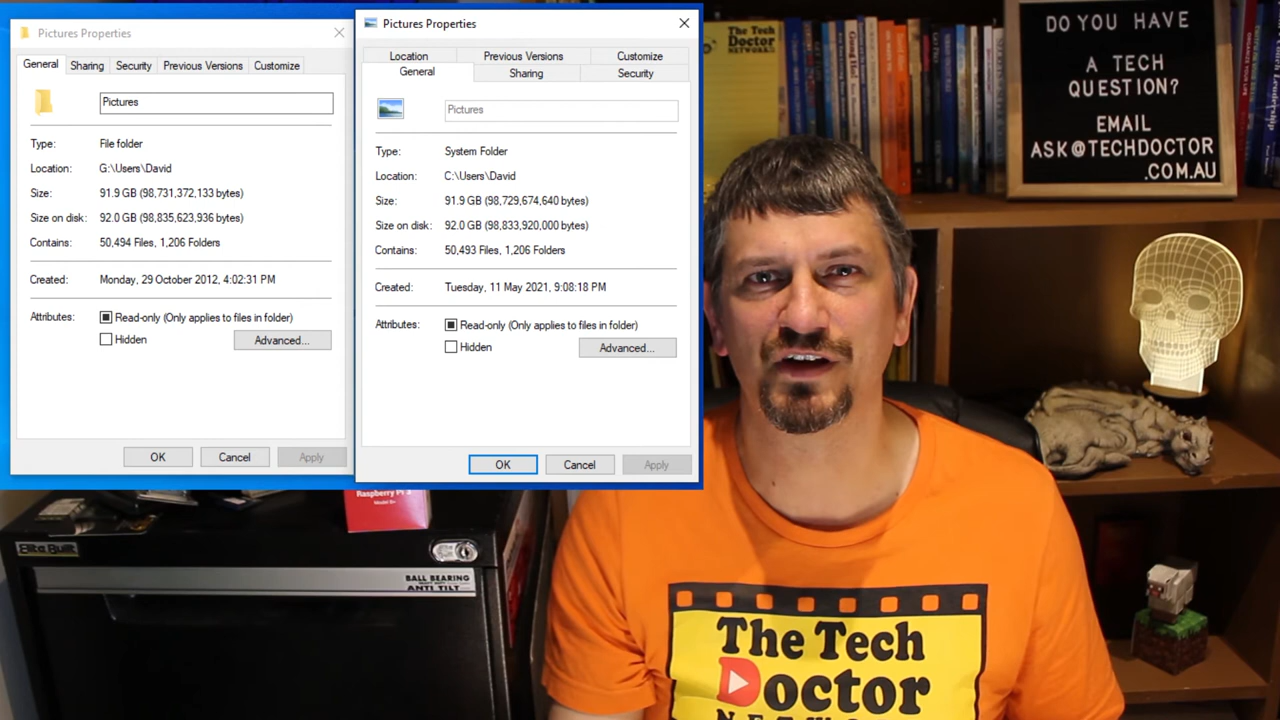 Pictures Properties
General Sharing Security Previous Versions Customize
Pictures
Type: File folder
Location: G:\Users\David
Size: 91.9 GB (98,731,372,133 bytes)
Size on disk: 92.0 GB (98,835,623,936 bytes)
Contains: 50,494 Files, 1,206 Folders
Created: Monday, 29 October 2012, 4:02:31 PM
Attributes: Read-only (Only applies to files in folder)
Hidden
Advanced...
OK Cancel Apply
Pictures Properties
Location Previous Versions Customize
General Sharing Security
Pictures
Type: System Folder
Location: C:\Users\David
Size: 91.9 GB (98,729,674,640 bytes)
Size on disk: 92.0 GB (98,833,920,000 bytes)
Contains: 50,493 Files, 1,206 Folders
Created: Tuesday, 11 May 2021, 9:08:18 PM
Attributes: Read-only (Only applies to files in folder)
Hidden
Advanced...
OK Cancel Apply
The Tech
Doctor
NETWORK
DO YOU HAVE
A TECH
QUESTION?
EMAIL
ASK@TECHDOCTOR
.COM.AU
Raspberry Pi 3
Model B+
Elite Built
BALL BEARING
ANTI TILT
The Tech
Doctor